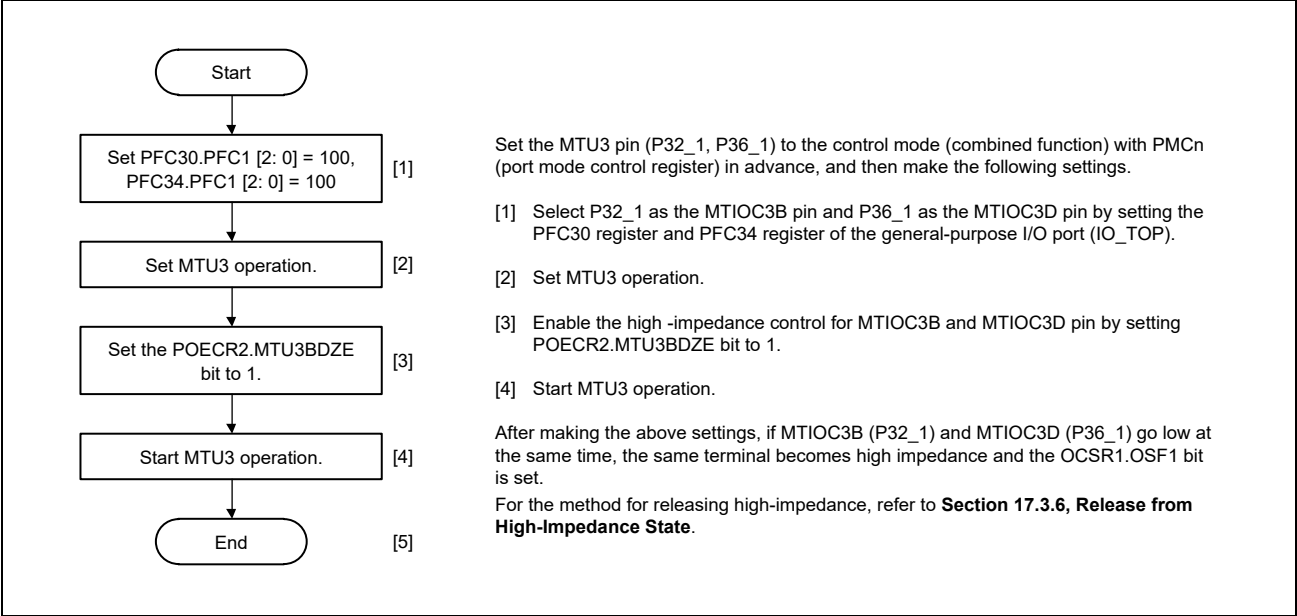 Start
Set PFC30.PFC1 [2: 0] = 100,
PFC34.PFC1 [2: 0] = 100
[1]
Set MTU3 operation.
[2]
Set the POECR2.MTU3BDZE
bit to 1.
[3]
Start MTU3 operation.
[4]
End
[5]
Set the MTU3 pin (P32_1, P36_1) to the control mode (combined function) with PMCn
(port mode control register) in advance, and then make the following settings.
[1] Select P32_1 as the MTIOC3B pin and P36_1 as the MTIOC3D pin by setting the
PFC30 register and PFC34 register of the general-purpose I/O port (IO_TOP).
[2] Set MTU3 operation.
[3] Enable the high -impedance control for MTIOC3B and MTIOC3D pin by setting
POECR2.MTU3BDZE bit to 1.
[4] Start MTU3 operation.
After making the above settings, if MTIOC3B (P32_1) and MTIOC3D (P36_1) go low at
the same time, the same terminal becomes high impedance and the OCSR1.OSF1 bit
is set.
For the method for releasing high-impedance, refer to Section 17.3.6, Release from
High-Impedance State.